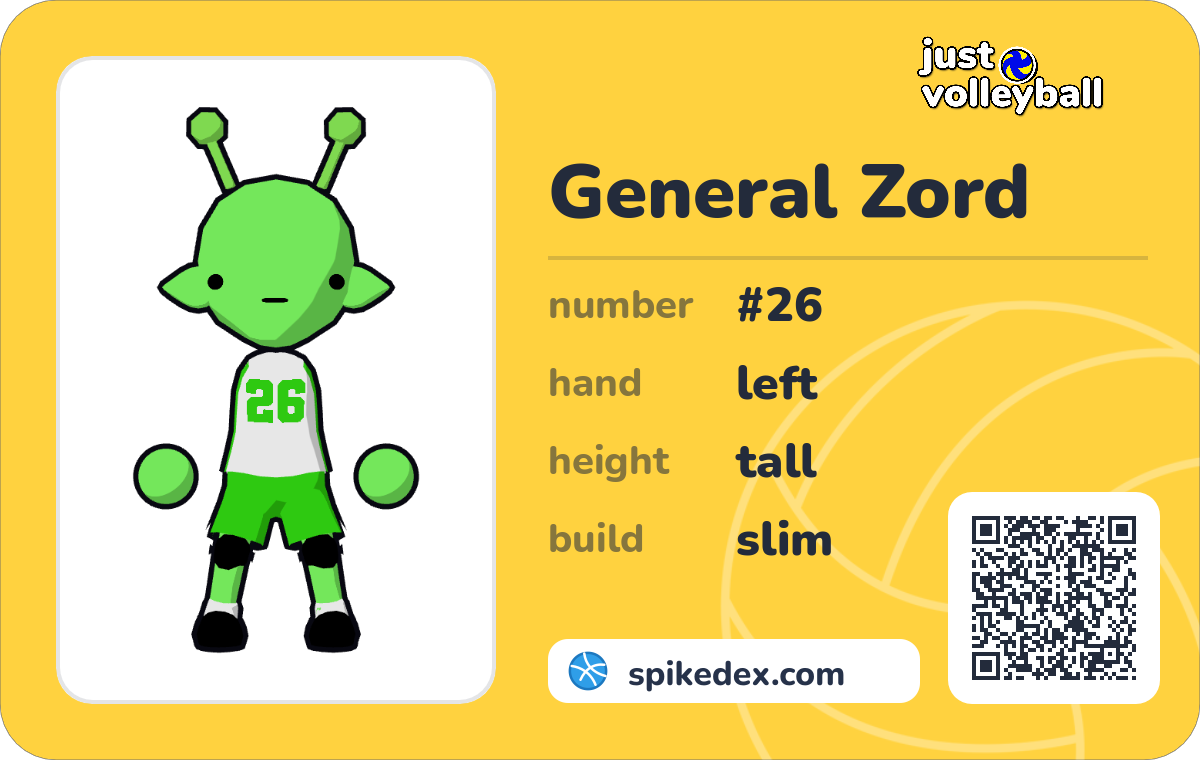 just
volleyball
General Zord
number #26
hand left
height tall
build slim
26
spikedex.com